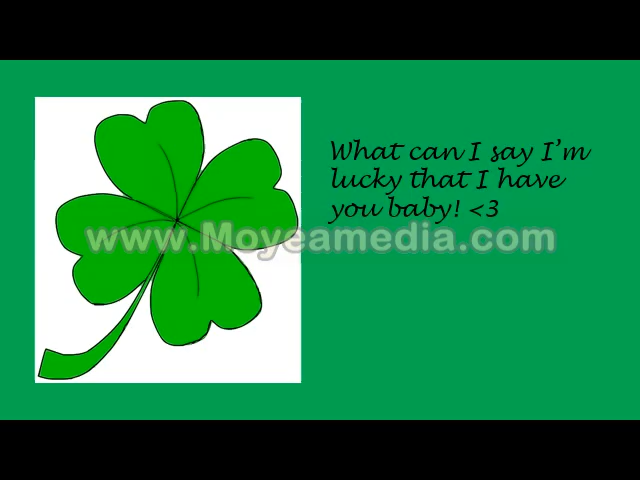 What can I say I'm
lucky that I have
you baby! <3
www.Moyeamedia.com